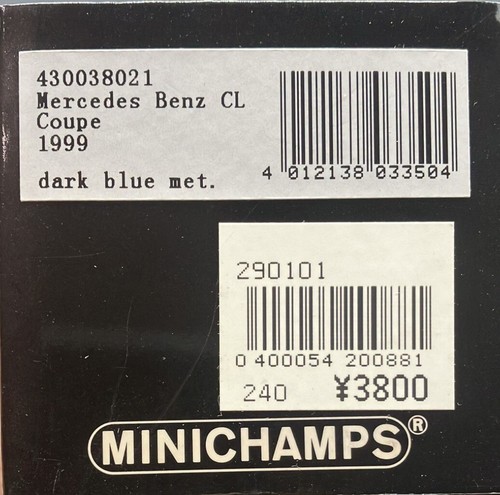 430038021
Mercedes Benz CL
Coupe
1999
dark blue met.
4 012138 033504
290101
0 400054 200881
240 ¥3800
MINICHAMPS®